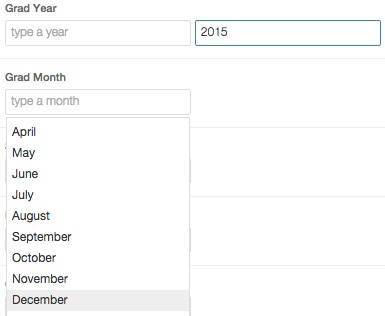 Grad Year
type a year 2015
Grad Month
type a month
April
May
June
July
August
September
October
November
December